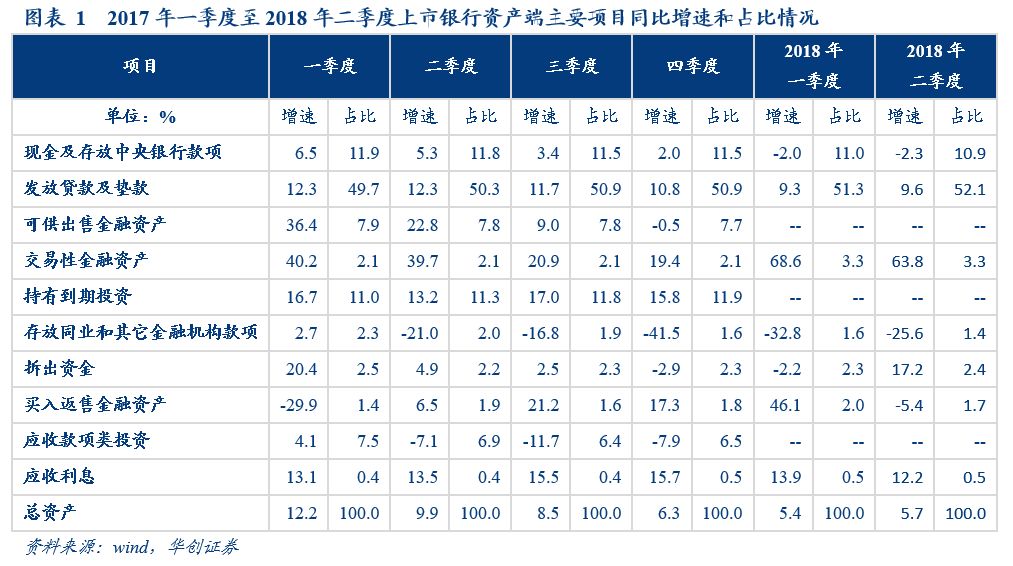 图表 1 2017 年一季度至 2018 年二季度上市银行资产端主要项目同比增速和占比情况
项目 一季度 二季度 三季度 四季度 2018 年一季度 2018 年二季度
单位：% 增速 占比 增速 占比 增速 占比 增速 占比 增速 占比 增速 占比
现金及存放中央银行款项 6.5 11.9 5.3 11.8 3.4 11.5 2.0 11.5 -2.0 11.0 -2.3 10.9
发放贷款及垫款 12.3 49.7 12.3 50.3 11.7 50.9 10.8 50.9 9.3 51.3 9.6 52.1
可供出售金融资产 36.4 7.9 22.8 7.8 9.0 7.8 -0.5 7.7 -- -- -- --
交易性金融资产 40.2 2.1 39.7 2.1 20.9 2.1 19.4 2.1 68.6 3.3 63.8 3.3
持有到期投资 16.7 11.0 13.2 11.3 17.0 11.8 15.8 11.9 -- -- -- --
存放同业和其它金融机构款项 2.7 2.3 -21.0 2.0 -16.8 1.9 -41.5 1.6 -32.8 1.6 -25.6 1.4
拆出资金 20.4 2.5 4.9 2.2 2.5 2.3 -2.9 2.3 -2.2 2.3 17.2 2.4
买入返售金融资产 -29.9 1.4 6.5 1.9 21.2 1.6 17.3 1.8 46.1 2.0 -5.4 1.7
应收款项类投资 4.1 7.5 -7.1 6.9 -11.7 6.4 -7.9 6.5 -- -- -- --
应收利息 13.1 0.4 13.5 0.4 15.5 0.4 15.7 0.5 13.9 0.5 12.2 0.5
总资产 12.2 100.0 9.9 100.0 8.5 100.0 6.3 100.0 5.4 100.0 5.7 100.0
资料来源：wind，华创证券